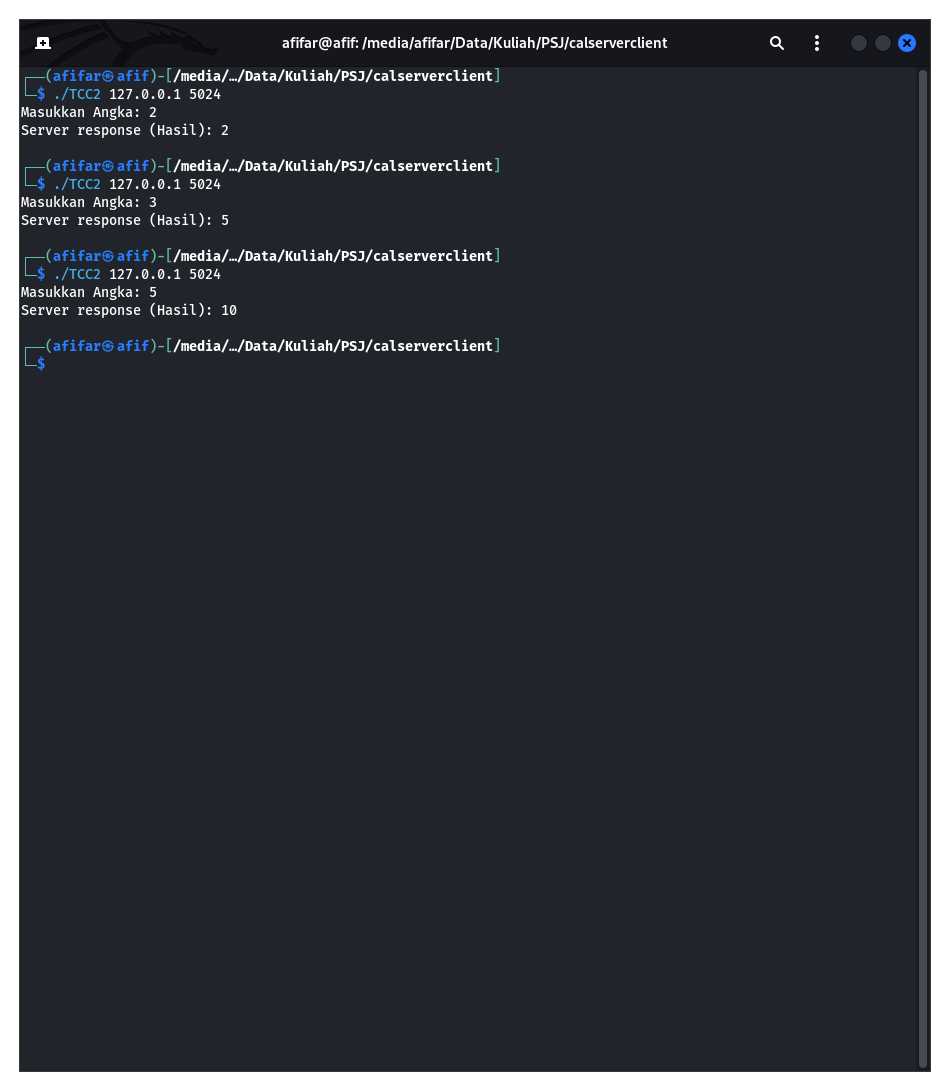 afifar@afif: /media/afifar/Data/Kuliah/PSJ/calserverclient
┌──(afifar㉿afif)-[/media/…/Data/Kuliah/PSJ/calserverclient]
└─$ ./TCC2 127.0.0.1 5024
Masukkan Angka: 2
Server response (Hasil): 2
┌──(afifar㉿afif)-[/media/…/Data/Kuliah/PSJ/calserverclient]
└─$ ./TCC2 127.0.0.1 5024
Masukkan Angka: 3
Server response (Hasil): 5
┌──(afifar㉿afif)-[/media/…/Data/Kuliah/PSJ/calserverclient]
└─$ ./TCC2 127.0.0.1 5024
Masukkan Angka: 5
Server response (Hasil): 10
┌──(afifar㉿afif)-[/media/…/Data/Kuliah/PSJ/calserverclient]
└─$